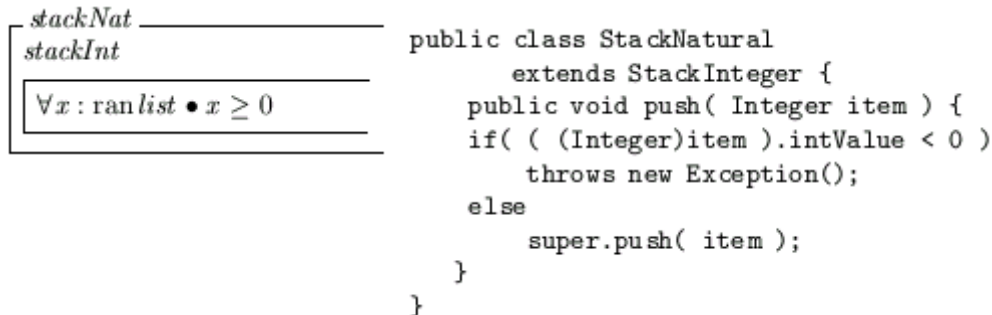 stackNat
stackInt
∀x : ran list • x ≥ 0
public class StackNatural
extends StackInteger {
public void push( Integer item ) {
if( ( (Integer)item ).intValue < 0 )
throws new Exception();
else
super.push( item );
}
}